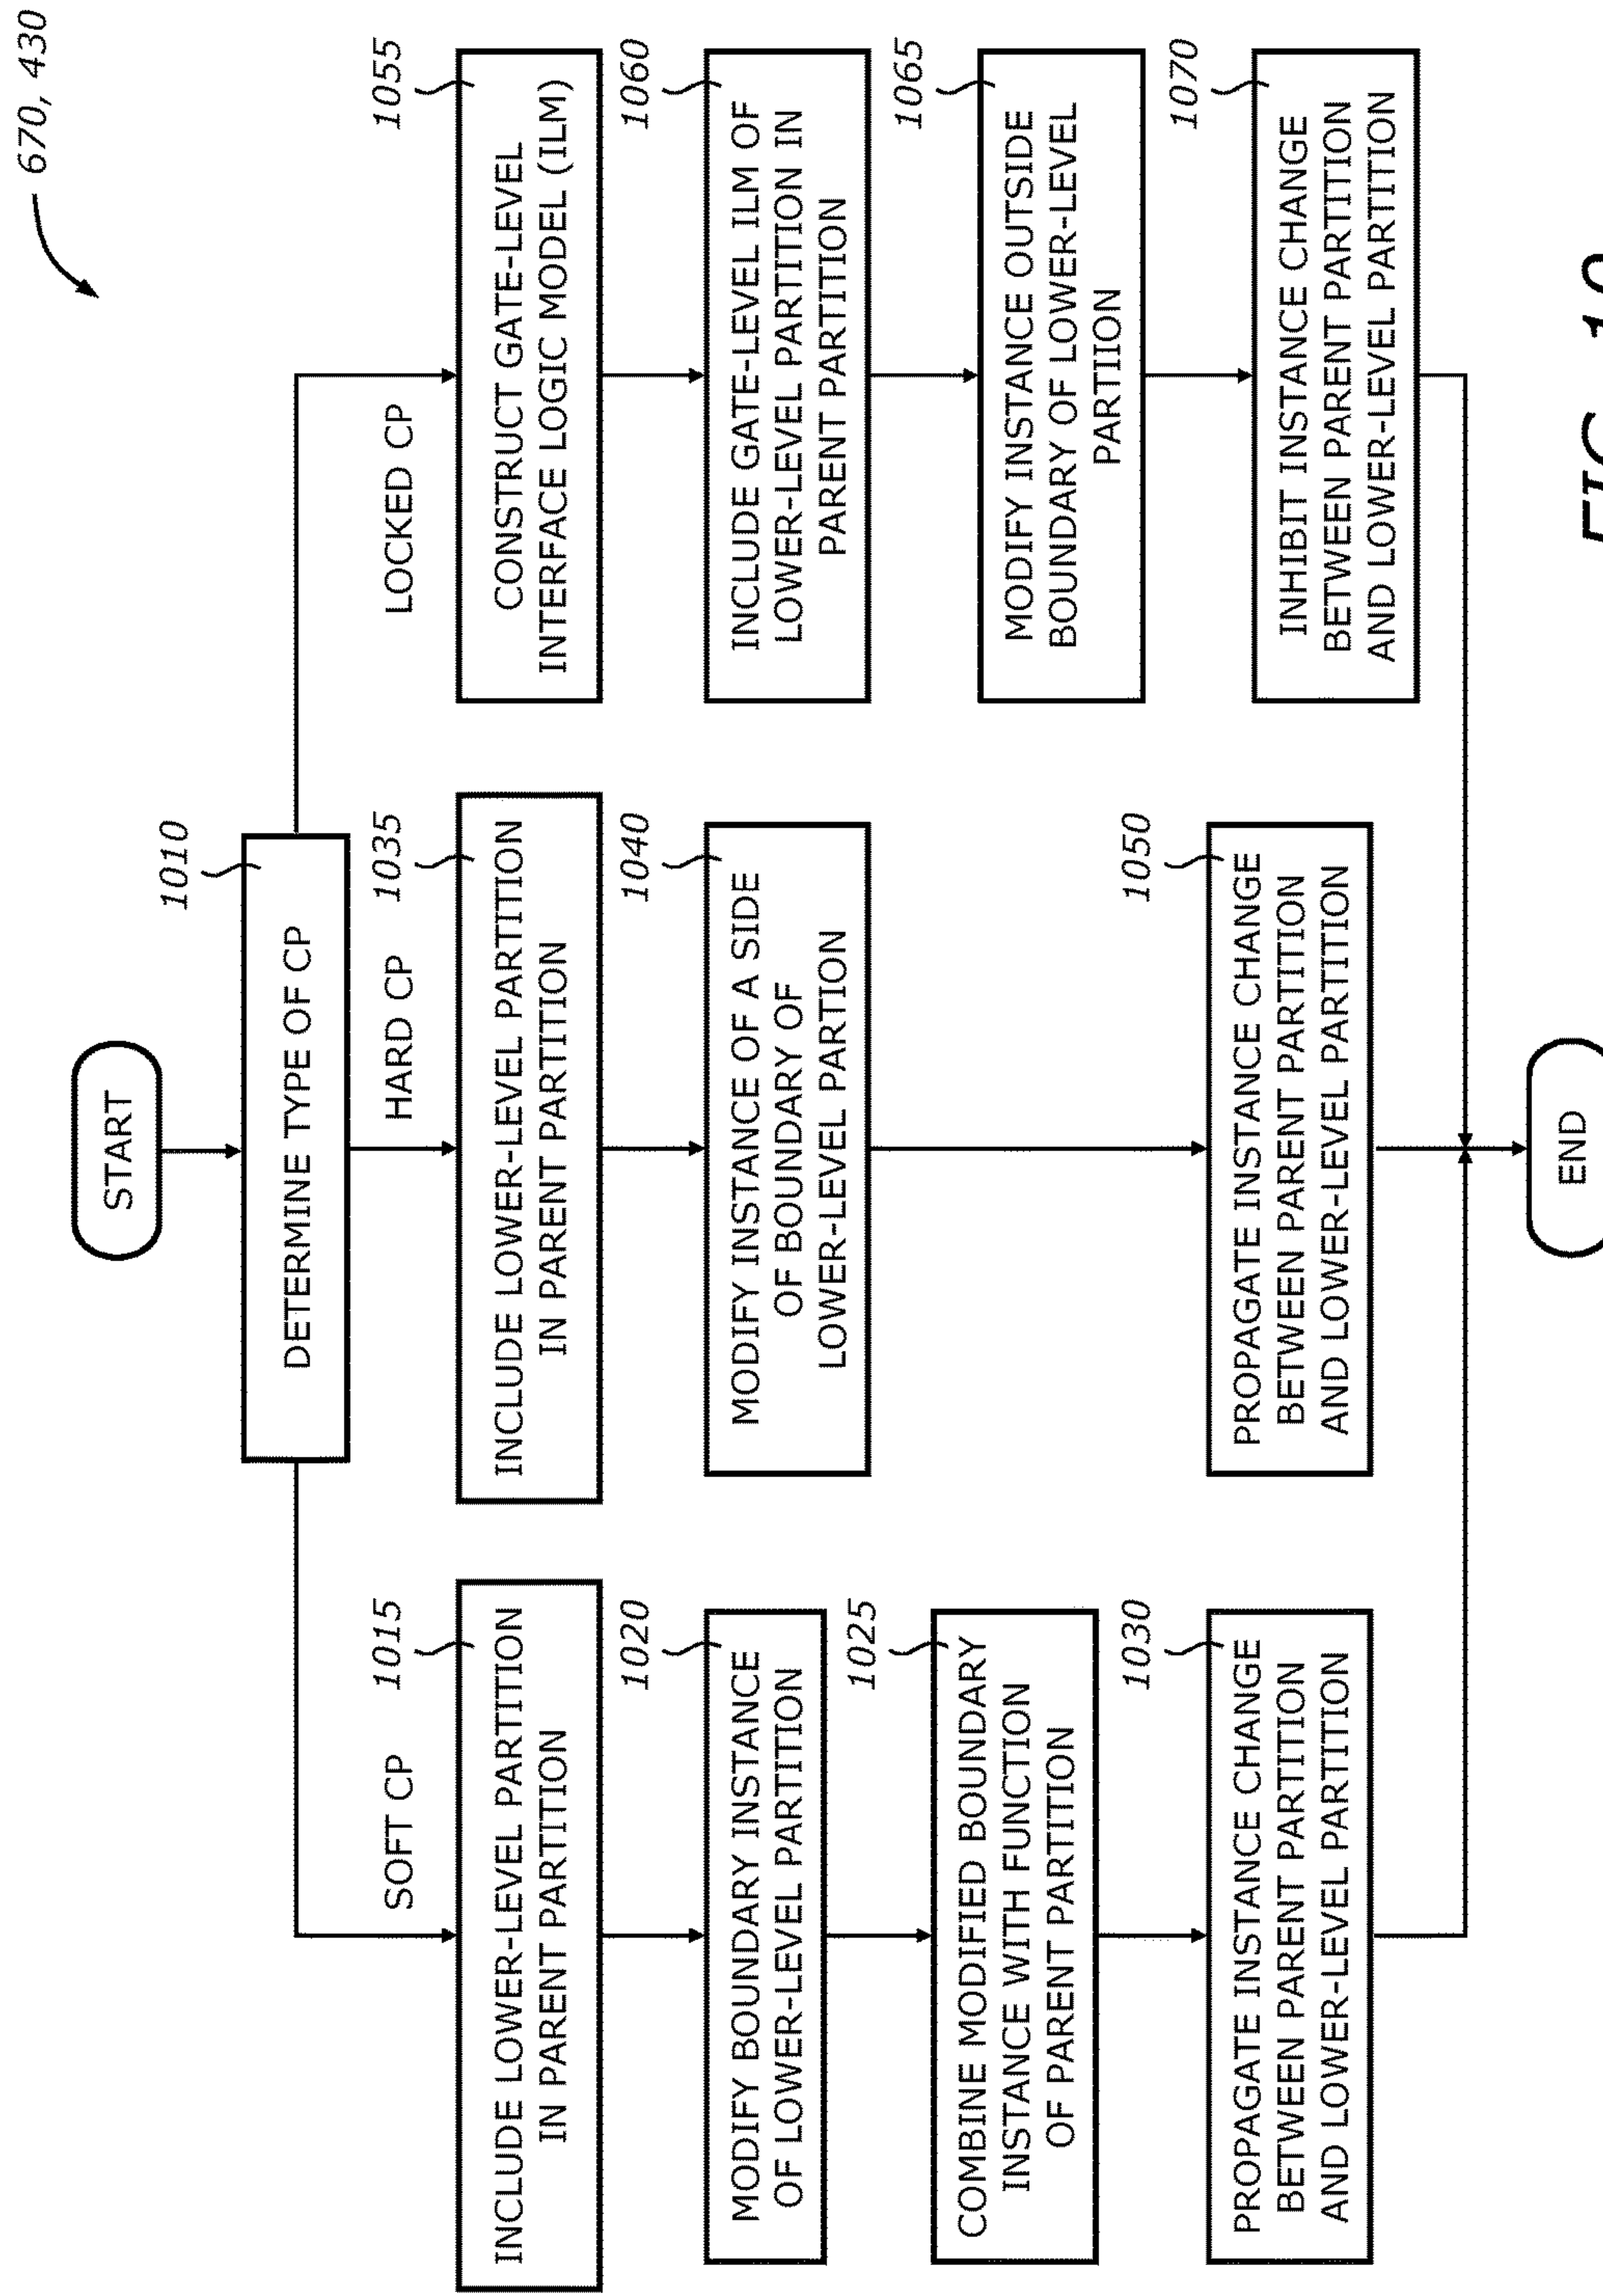 670, 430
START
1010
DETERMINE TYPE OF CP
SOFT CP
1015
INCLUDE LOWER-LEVEL PARTITION
IN PARENT PARTITION
1020
MODIFY BOUNDARY INSTANCE
OF LOWER-LEVEL PARTITION
1025
COMBINE MODIFIED BOUNDARY
INSTANCE WITH FUNCTION
OF PARENT PARTITION
1030
PROPAGATE INSTANCE CHANGE
BETWEEN PARENT PARTITION
AND LOWER-LEVEL PARTITION
HARD CP
1035
INCLUDE LOWER-LEVEL PARTITION
IN PARENT PARTITION
1040
MODIFY INSTANCE OF A SIDE
OF BOUNDARY OF
LOWER-LEVEL PARTITION
1050
PROPAGATE INSTANCE CHANGE
BETWEEN PARENT PARTITION
AND LOWER-LEVEL PARTITION
LOCKED CP
1055
CONSTRUCT GATE-LEVEL
INTERFACE LOGIC MODEL (ILM)
1060
INCLUDE GATE-LEVEL ILM OF
LOWER-LEVEL PARTITION IN
PARENT PARTITION
1065
MODIFY INSTANCE OUTSIDE
BOUNDARY OF LOWER-LEVEL
PARTITION
1070
INHIBIT INSTANCE CHANGE
BETWEEN PARENT PARTITION
AND LOWER-LEVEL PARTITION
END